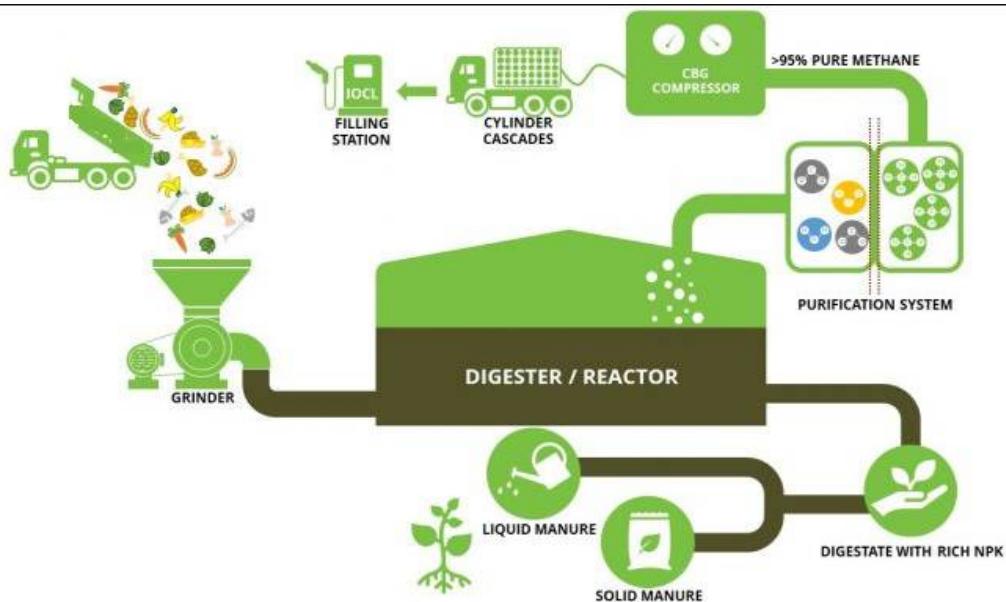 >95% PURE METHANE
CBG
COMPRESSOR
IOCL
FILLING
STATION
CYLINDER
CASCADES
PURIFICATION SYSTEM
GRINDER
DIGESTER / REACTOR
LIQUID MANURE
SOLID MANURE
DIGESTATE WITH RICH NPK